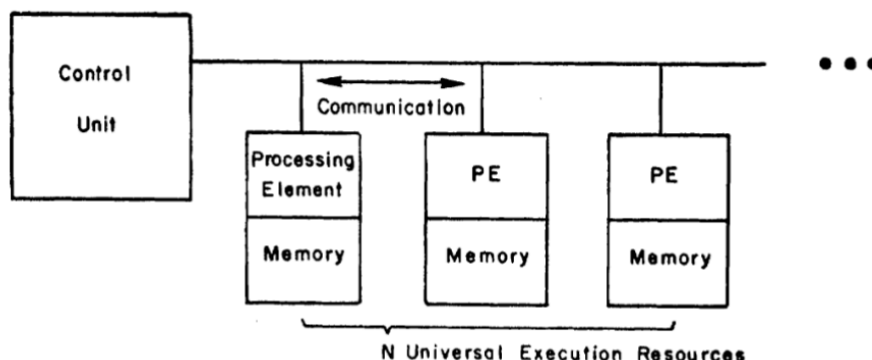 Control
Unit
Communication
Processing
Element
Memory
PE
Memory
PE
Memory
N Universal Execution Resources